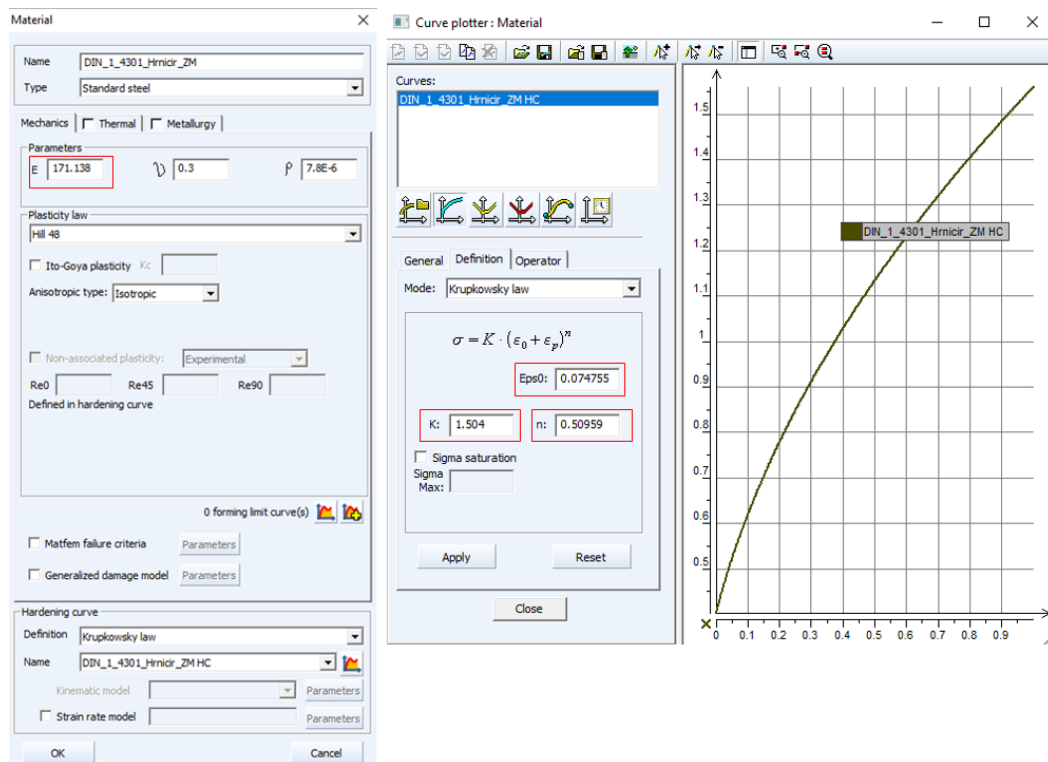 Material
Name DIN_1_4301_Hrnicir_ZM
Type Standard steel
Mechanics Thermal Metallurgy
Parameters
E 171.138 υ 0.3 ρ 7.8E-6
Plasticity law
Hill 48
Ito-Goya plasticity Kc
Anisotropic type: Isotropic
Non-associated plasticity: Experimental
Re0 Re45 Re90
Defined in hardening curve
0 forming limit curve(s)
Matfem failure criteria Parameters
Generalized damage model Parameters
Hardening curve
Definition Krupkowsky law
Name DIN_1_4301_Hrnicir_ZM HC
Kinematic model Parameters
Strain rate model Parameters
OK Cancel
Curve plotter : Material
Curves:
DIN_1_4301_Hrnicir_ZM HC
General Definition Operator
Mode: Krupkowsky law
σ = K · (ε₀ + εₚ)ⁿ
Eps0: 0.074755
K: 1.504 n: 0.50959
Sigma saturation
Sigma
Max:
Apply Reset
Close
1.5
1.4
1.3
DIN_1_4301_Hrnicir_ZM HC
1.2
1.1
1
0.9
0.8
0.7
0.6
0.5
0 0.1 0.2 0.3 0.4 0.5 0.6 0.7 0.8 0.9